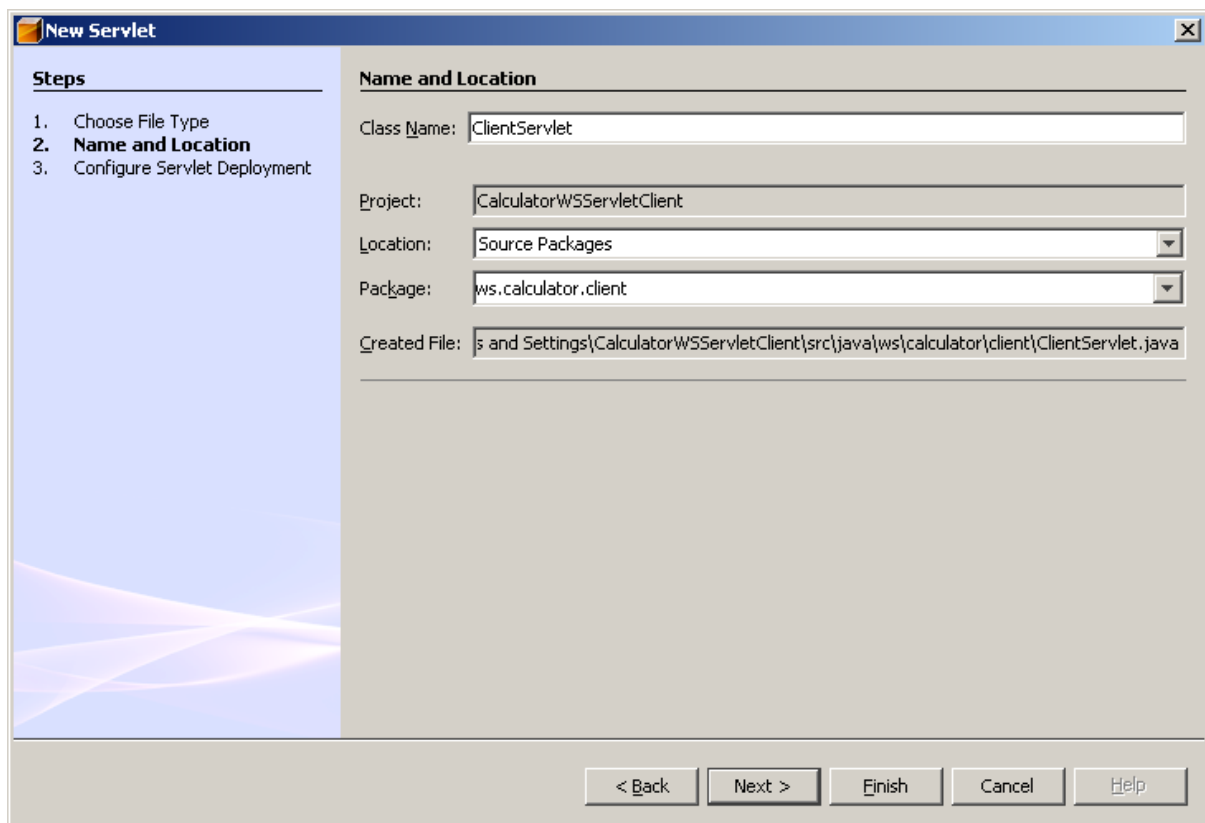 New Servlet
Steps
1. Choose File Type
2. Name and Location
3. Configure Servlet Deployment
Name and Location
Class Name: ClientServlet
Project: CalculatorWSServletClient
Location: Source Packages
Package: ws.calculator.client
Created File: s and Settings\CalculatorWSServletClient\src\java\ws\calculator\client\ClientServlet.java
< Back Next > Finish Cancel Help